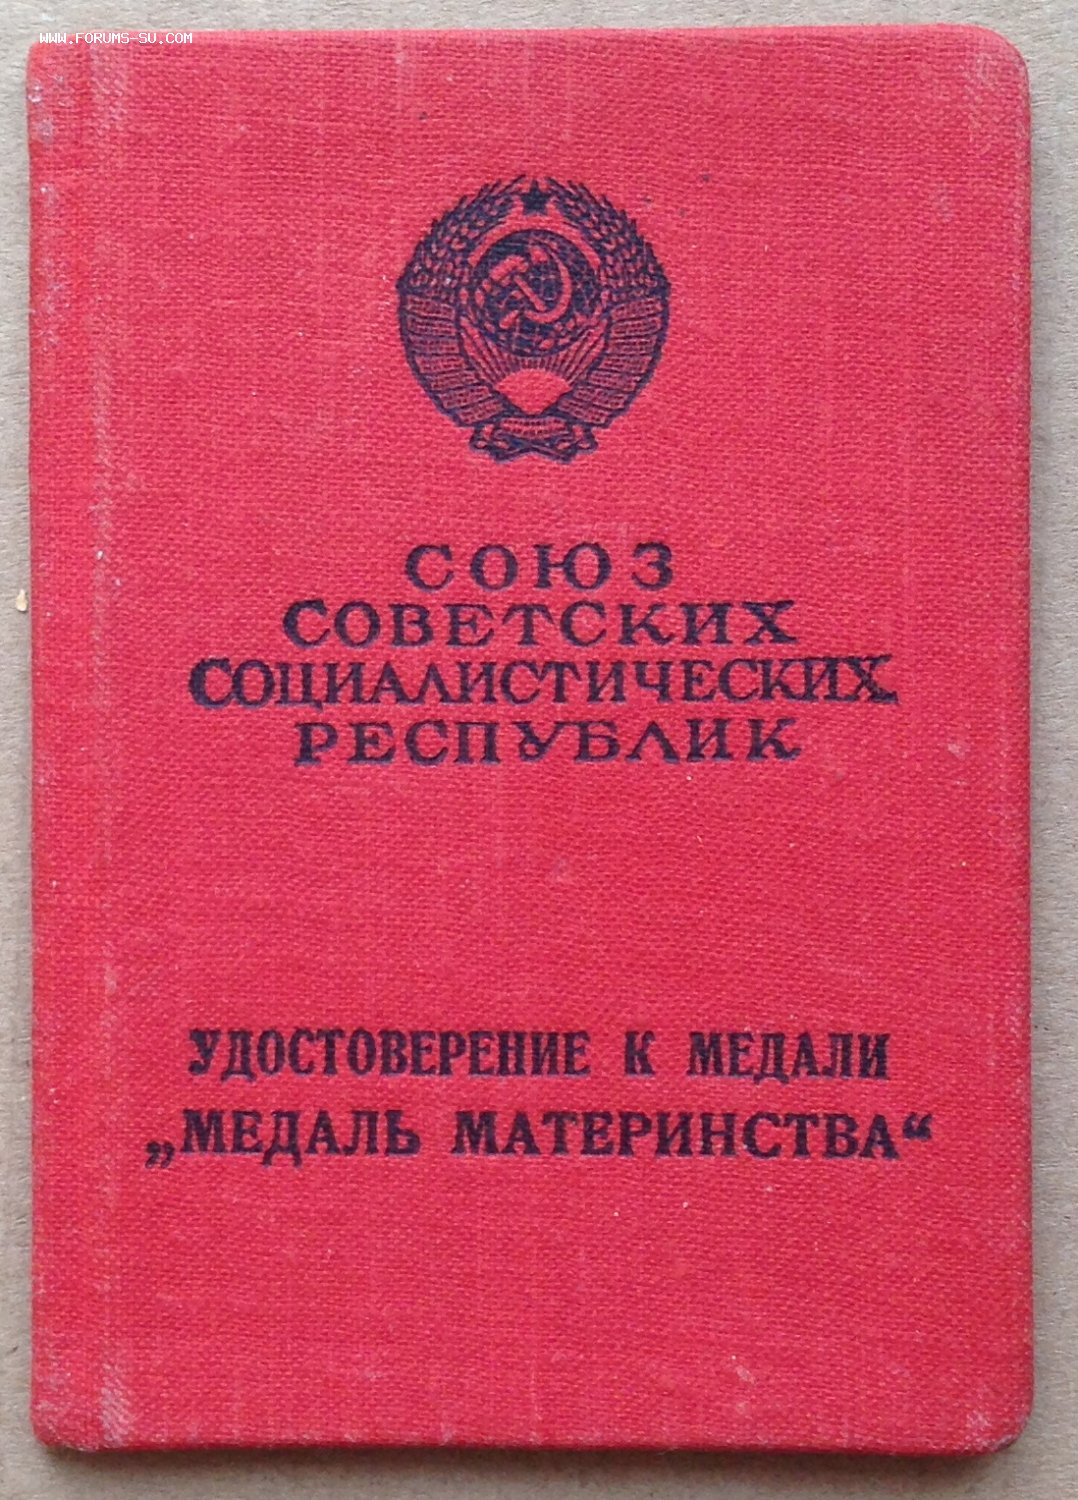 WWW.FORUMS-SU.COM
СОЮЗ
СОВЕТСКИХ
СОЦИАЛИСТИЧЕСКИХ
РЕСПУБЛИК
УДОСТОВЕРЕНИЕ К МЕДАЛИ
„МЕДАЛЬ МАТЕРИНСТВА“